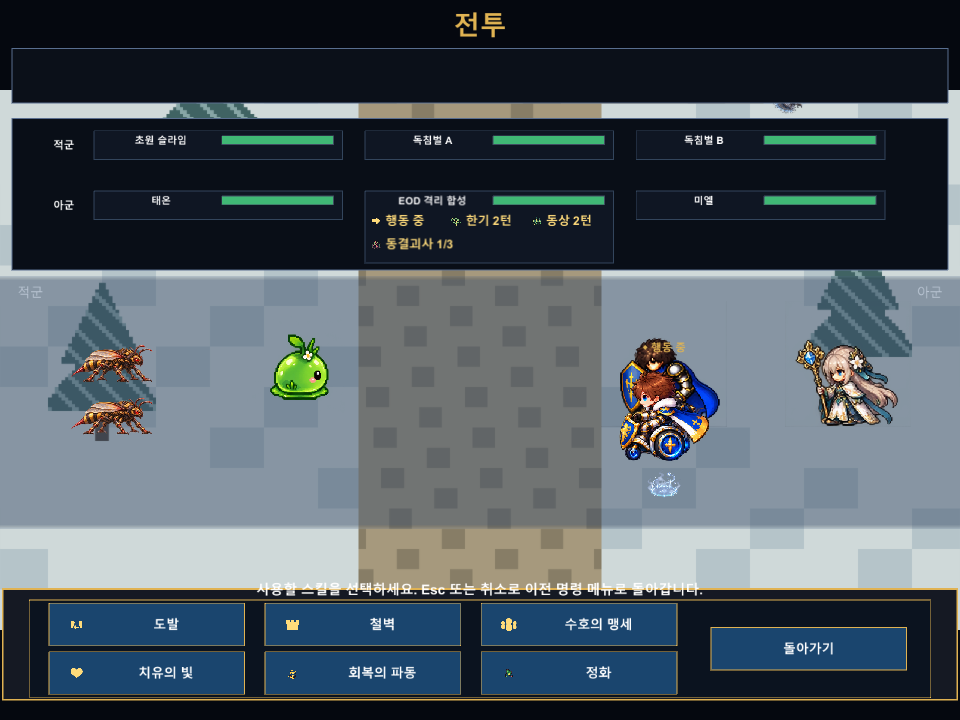 전투
적군
초원 슬라임
독침벌 A
독침벌 B
아군
태온
EOD 격리 합성
미엘
행동 중
한기 2턴
동상 2턴
동결괴사 1/3
적군
아군
행동 중
사용할 스킬을 선택하세요. Esc 또는 취소로 이전 명령 메뉴로 돌아갑니다.
도발
철벽
수호의 맹세
치유의 빛
회복의 파동
정화
돌아가기